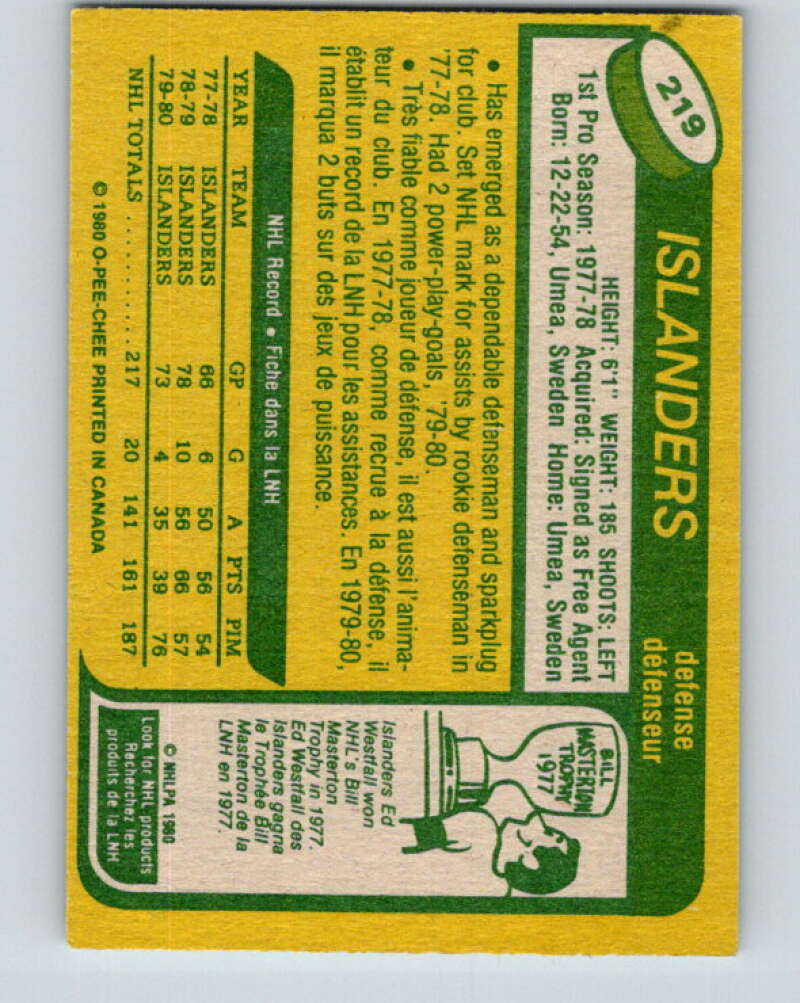 219
ISLANDERS
defense
défenseur
HEIGHT: 6'1" WEIGHT: 185 SHOOTS: LEFT
1st Pro Season: 1977-78 Acquired: Signed as Free Agent
Born: 12-22-54, Umea, Sweden Home: Umea, Sweden
• Has emerged as a dependable defenseman and sparkplug
for club. Set NHL mark for assists by rookie defenseman in
'77-78. Had 2 power-play-goals, '79-80.
• Très fiable comme joueur de défense, il est aussi l'anima-
teur du club. En 1977-78, comme recrue à la défense, il
établit un record de la LNH pour les assistances. En 1979-80,
il marqua 2 buts sur des jeux de puissance.
NHL Record • Fiche dans la LNH
YEAR TEAM GP G A PTS PIM
77-78 ISLANDERS 66 6 50 56 54
78-79 ISLANDERS 78 10 56 66 57
79-80 ISLANDERS 73 4 35 39 76
NHL TOTALS ........... 217 20 141 161 187
© 1980 O-PEE-CHEE PRINTED IN CANADA
BILL
MASTERTON
TROPHY
1977
Islanders Ed
Westfall won
NHL's Bill
Masterton
Trophy in 1977.
Ed Westfall des
Islanders gagna
le Trophée Bill
Masterton de la
LNH en 1977.
© NHLPA 1980
Look for NHL products
Recherchez les
produits de la LNH